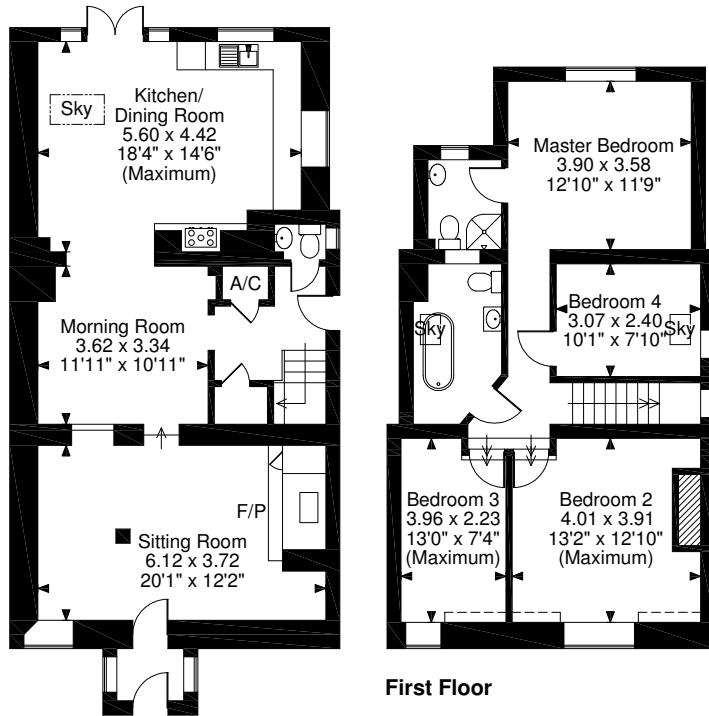 Sky
Kitchen/
Dining Room
5.60 x 4.42
18'4" x 14'6"
(Maximum)
A/C
Morning Room
3.62 x 3.34
11'11" x 10'11"
F/P
Sitting Room
6.12 x 3.72
20'1" x 12'2"
Master Bedroom
3.90 x 3.58
12'10" x 11'9"
Bedroom 4
3.07 x 2.40
10'1" x 7'10"
Sky
Sky
Bedroom 3
3.96 x 2.23
13'0" x 7'4"
(Maximum)
Bedroom 2
4.01 x 3.91
13'2" x 12'10"
(Maximum)
First Floor